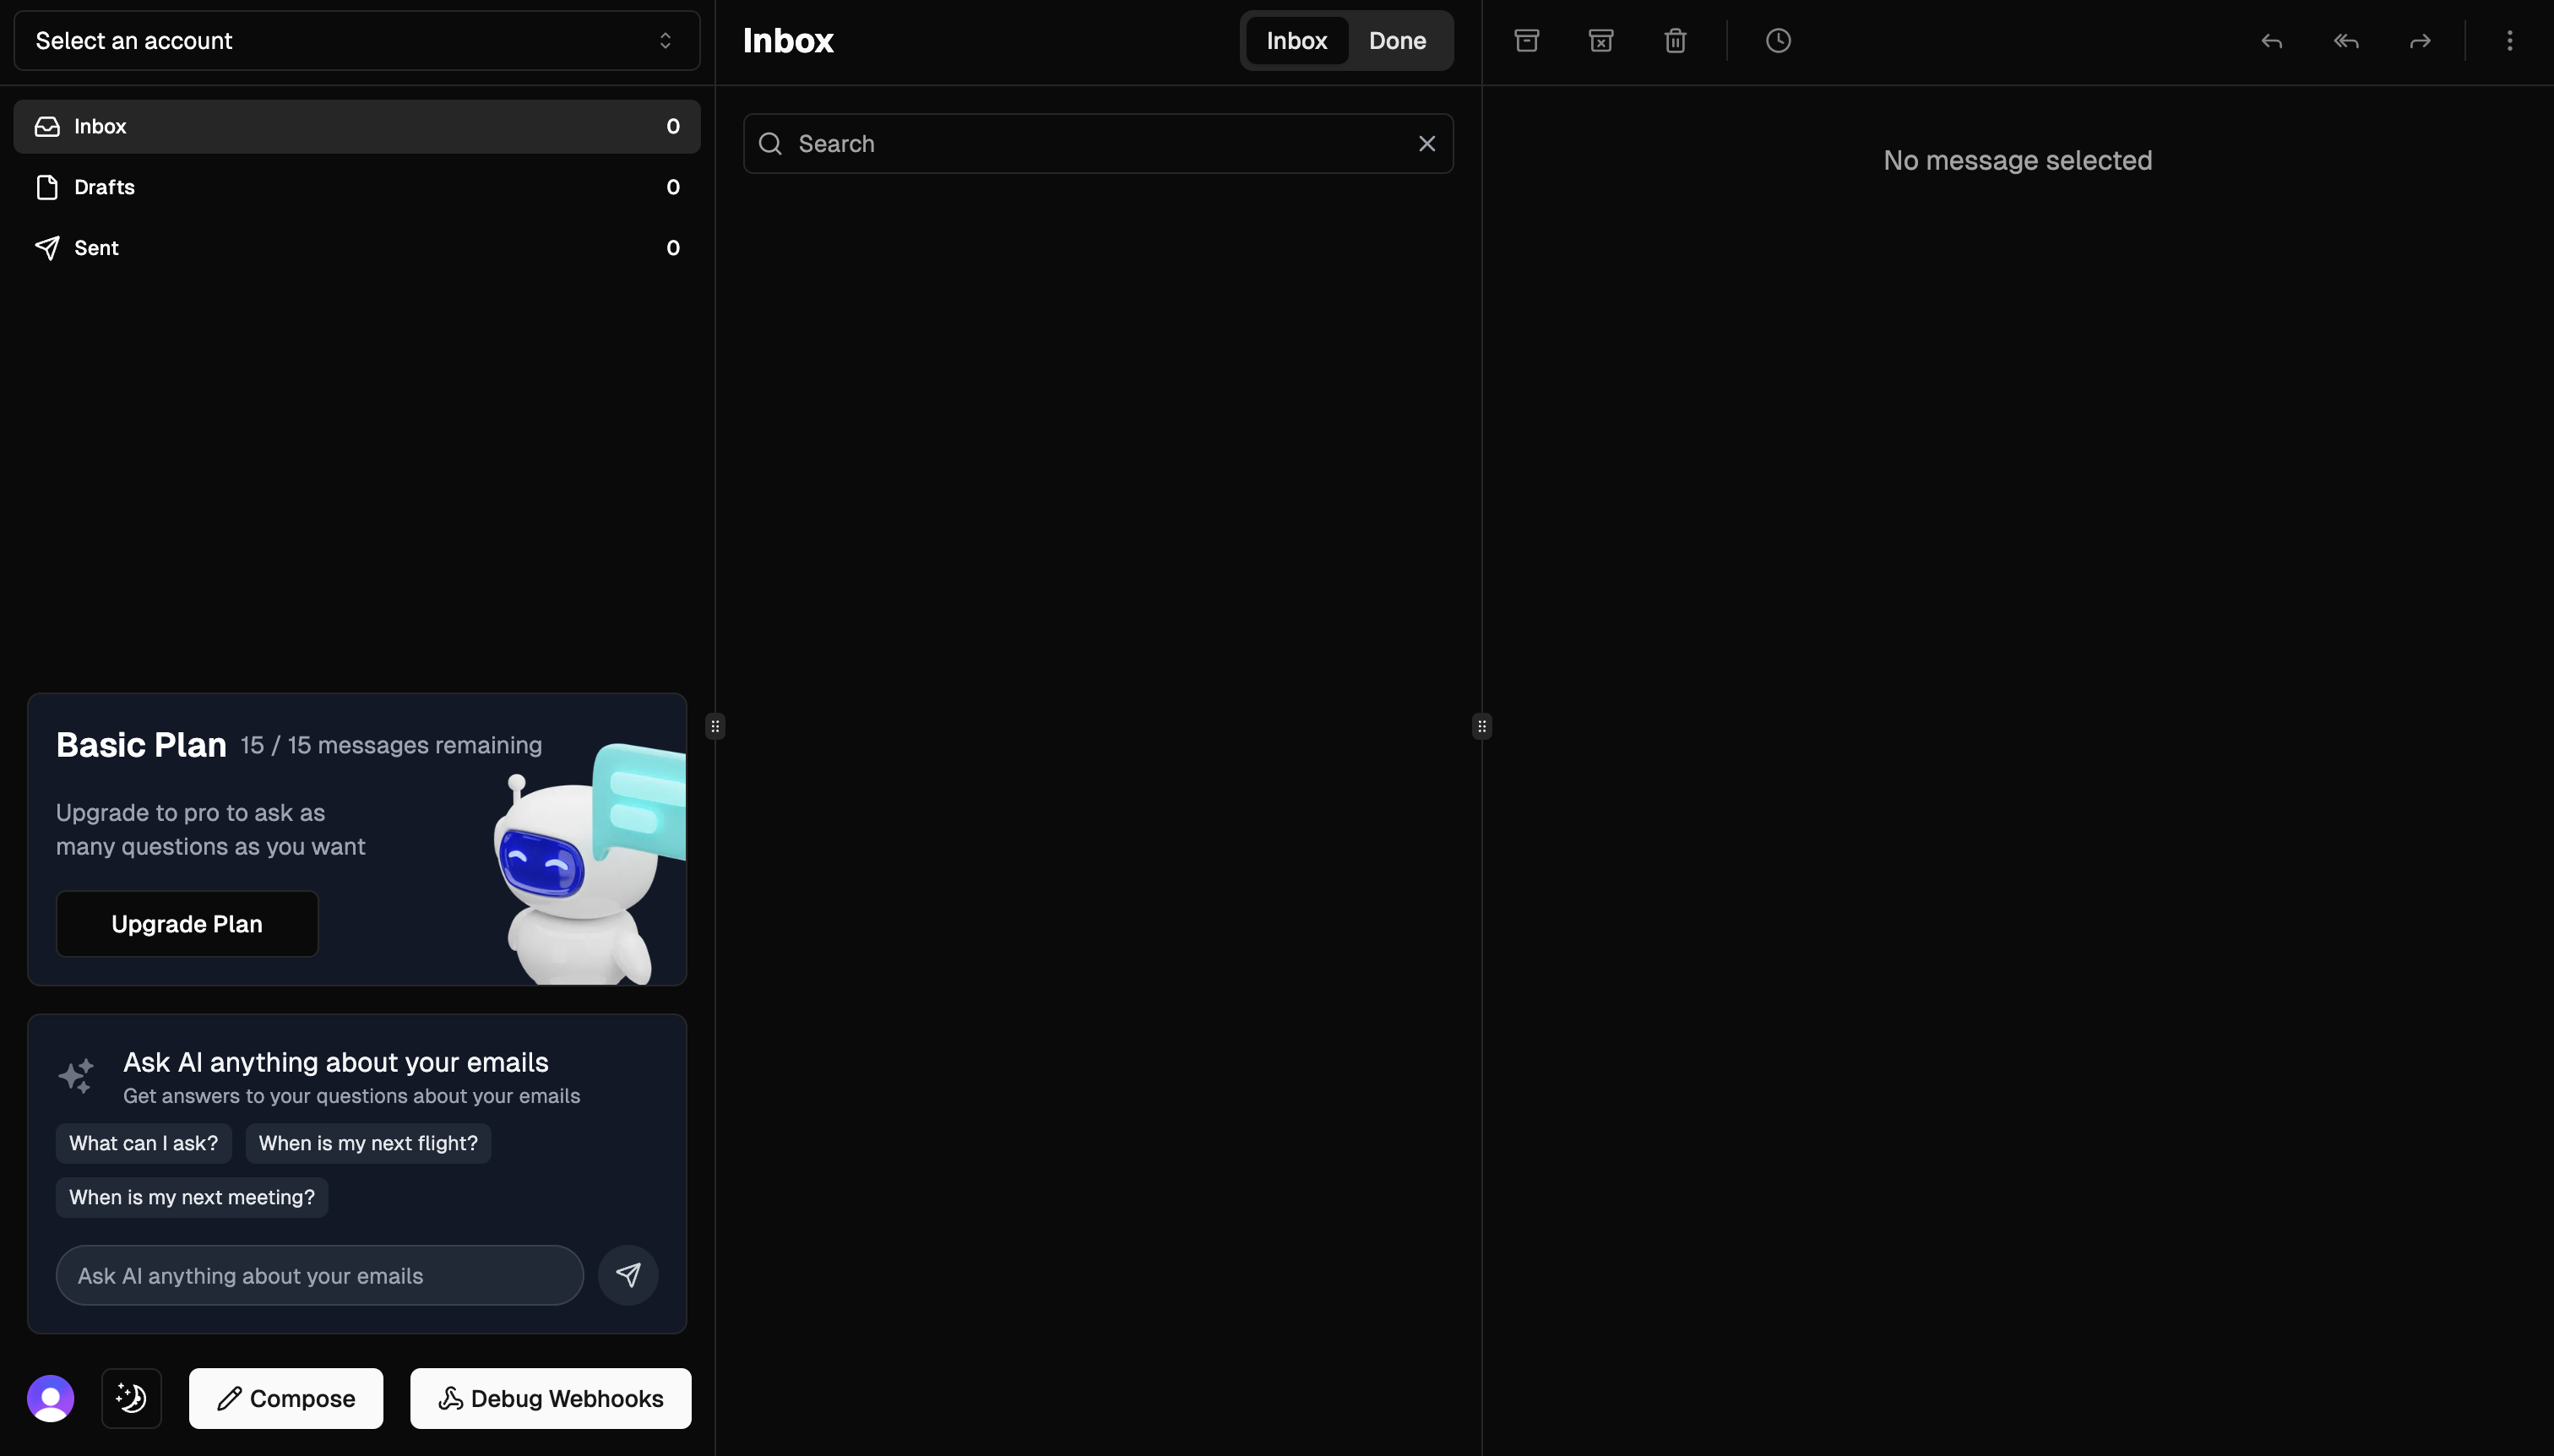 Select an account
Inbox 0
Drafts 0
Sent 0
Basic Plan 15 / 15 messages remaining
Upgrade to pro to ask as
many questions as you want
Upgrade Plan
Ask AI anything about your emails
Get answers to your questions about your emails
What can I ask? When is my next flight?
When is my next meeting?
Ask AI anything about your emails
Compose Debug Webhooks
Inbox Inbox Done
Search
No message selected